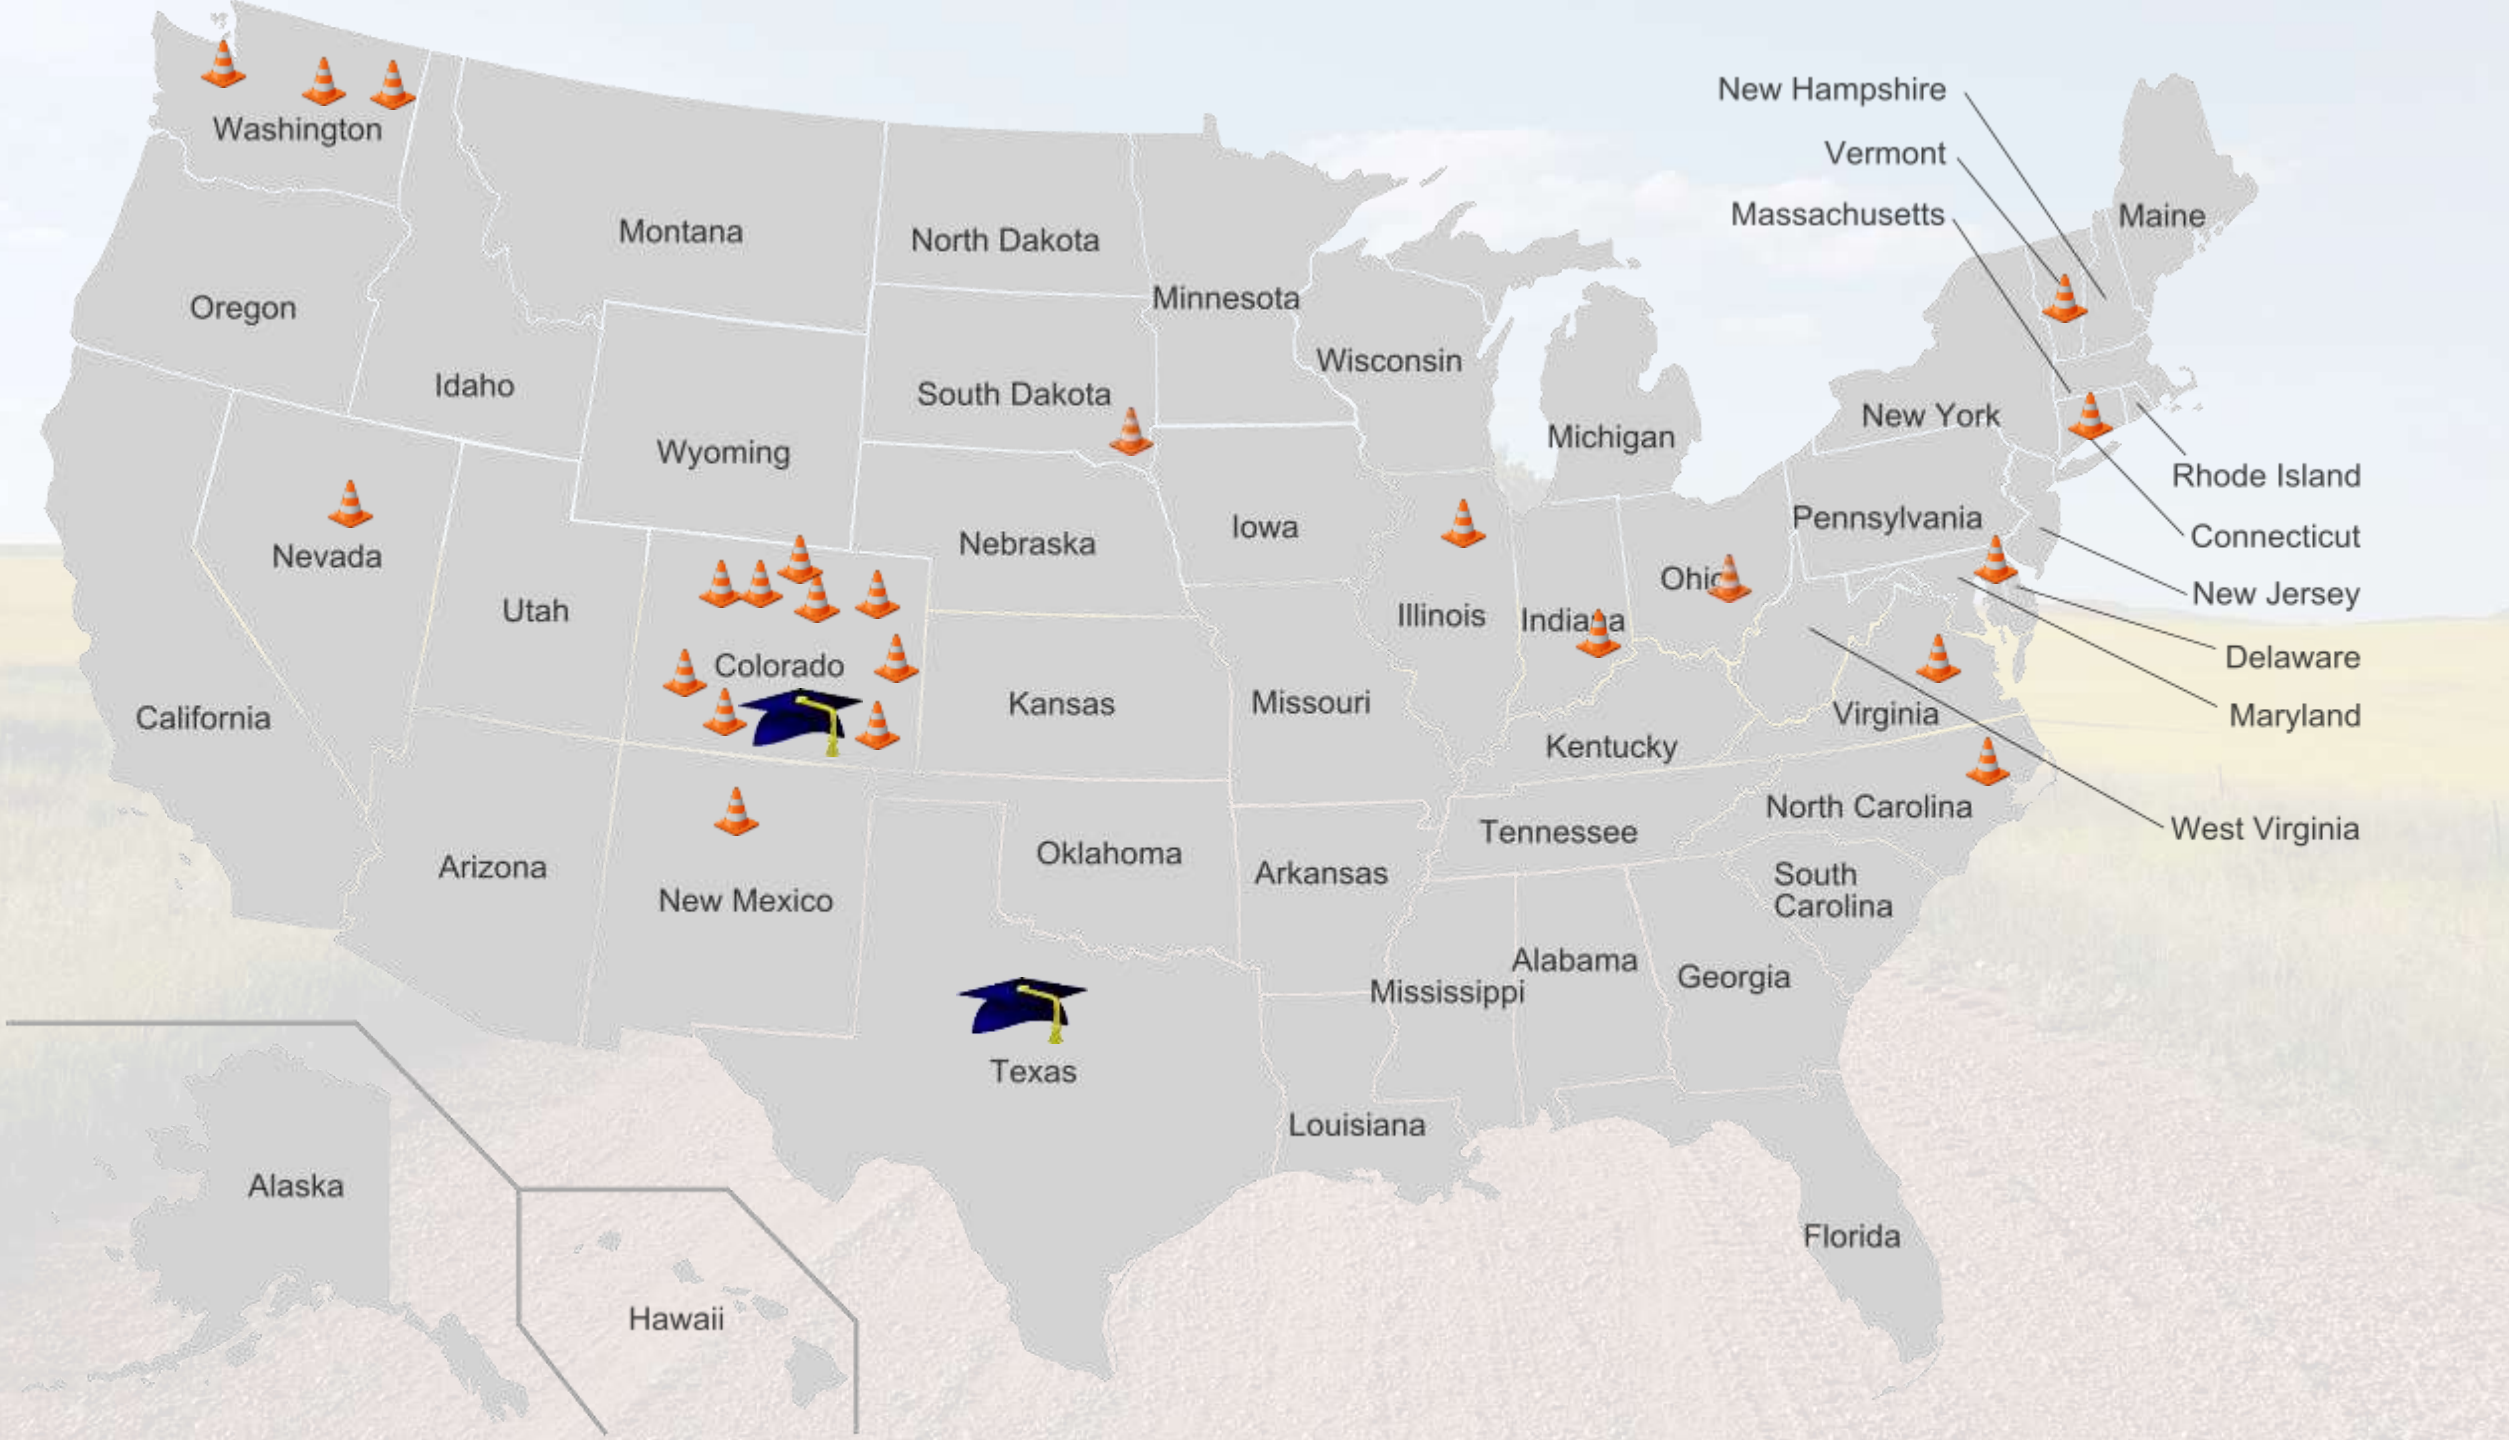 New Hampshire
Vermont
Massachusetts
Maine
Washington
Montana
North Dakota
Minnesota
Oregon
Idaho
South Dakota
Wisconsin
Wyoming
Michigan
New York
Rhode Island
Nevada
Nebraska
Iowa
Pennsylvania
Connecticut
Utah
Illinois
Indiana
Ohio
New Jersey
Colorado
Delaware
California
Kansas
Missouri
Kentucky
Virginia
Maryland
Arizona
New Mexico
Oklahoma
Arkansas
Tennessee
North Carolina
West Virginia
South
Carolina
Mississippi
Alabama
Georgia
Texas
Louisiana
Alaska
Hawaii
Florida